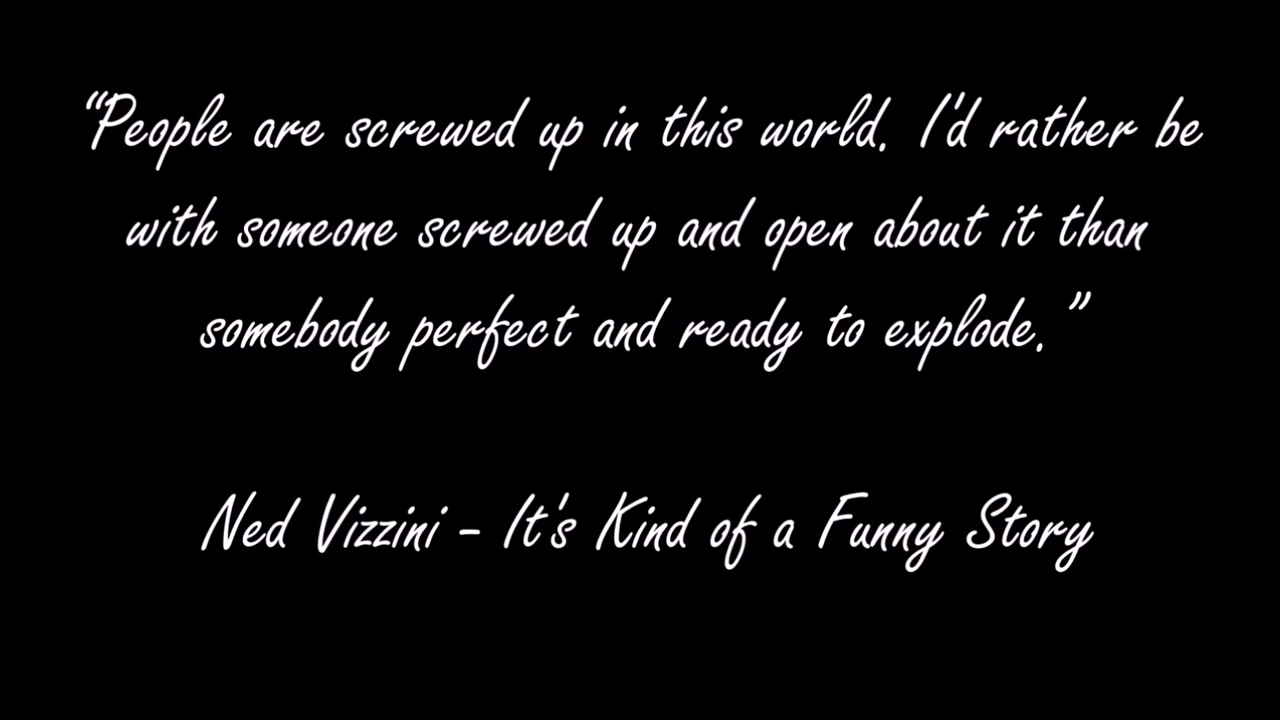 “People are screwed up in this world. I'd rather be
with someone screwed up and open about it than
somebody perfect and ready to explode.”
Ned Vizzini - It's Kind of a Funny Story